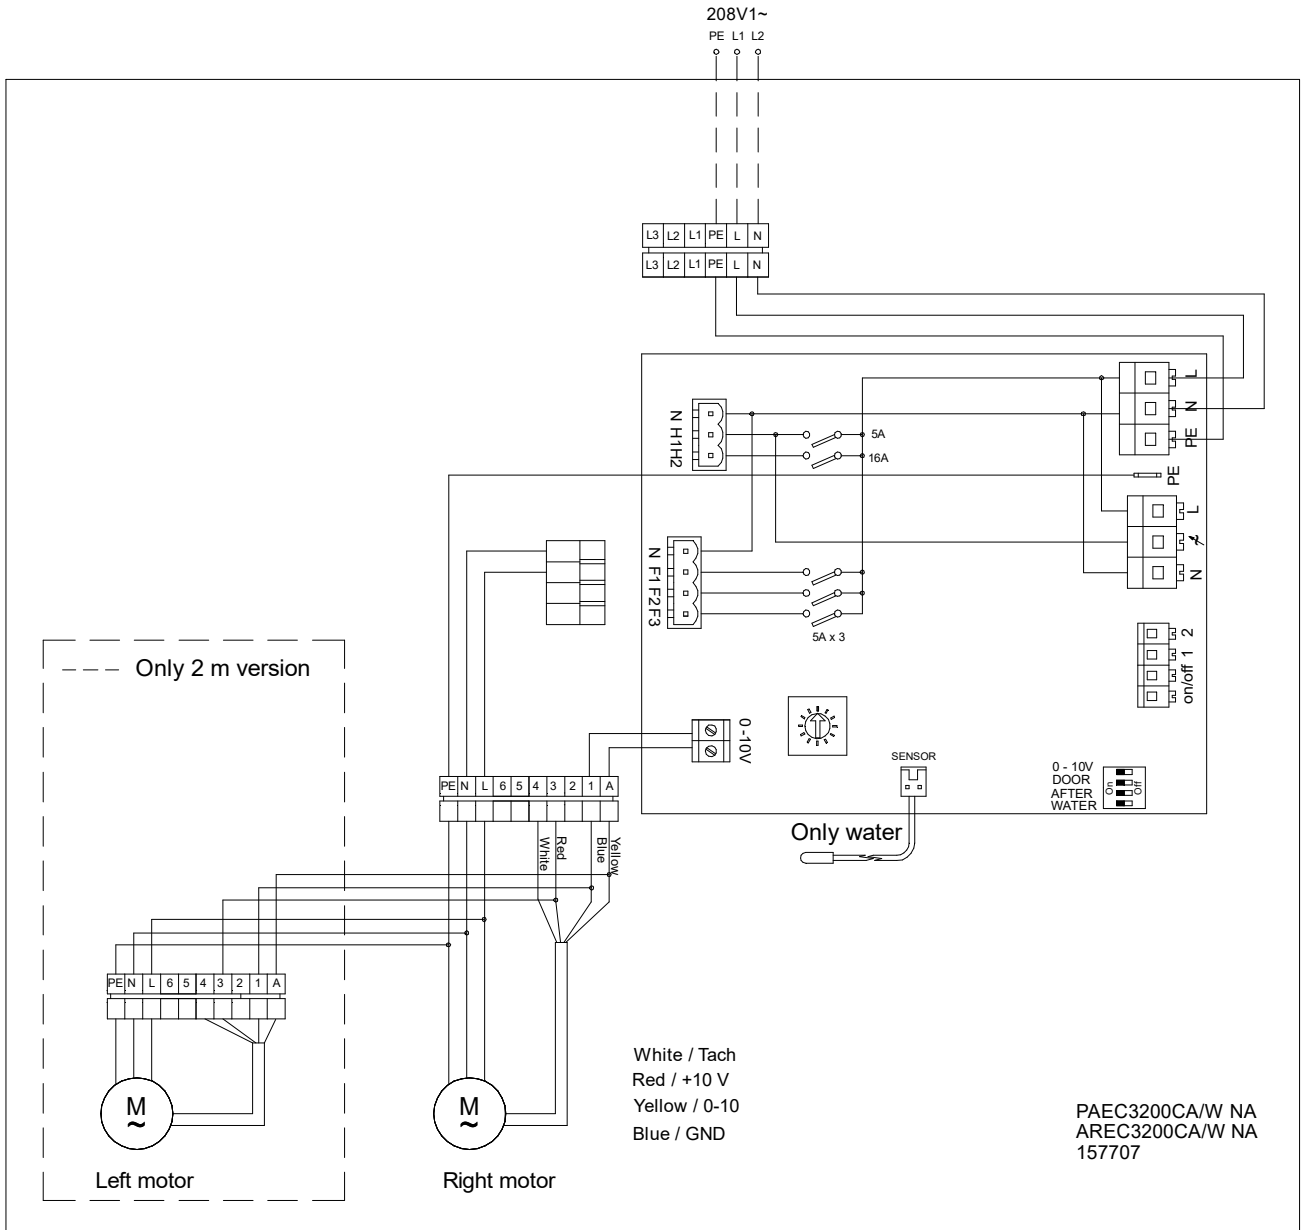 208V1~
PE L1 L2
L3 L2 L1 PE L N
L3 L2 L1 PE L N
L
N
PE
N H1H2
5A
16A
PE
L
N
N F1 F2 F3
5A x 3
on/off 1 2
Only 2 m version
0-10V
SENSOR
0 - 10V
DOOR
AFTER
WATER
On
Off
PE N L 6 5 4 3 2 1 A
Only water
White
Red
Blue
Yellow
PE N L 6 5 4 3 2 1 A
M
~
M
~
Left motor
Right motor
White / Tach
Red / +10 V
Yellow / 0-10
Blue / GND
PAEC3200CA/W NA
AREC3200CA/W NA
157707